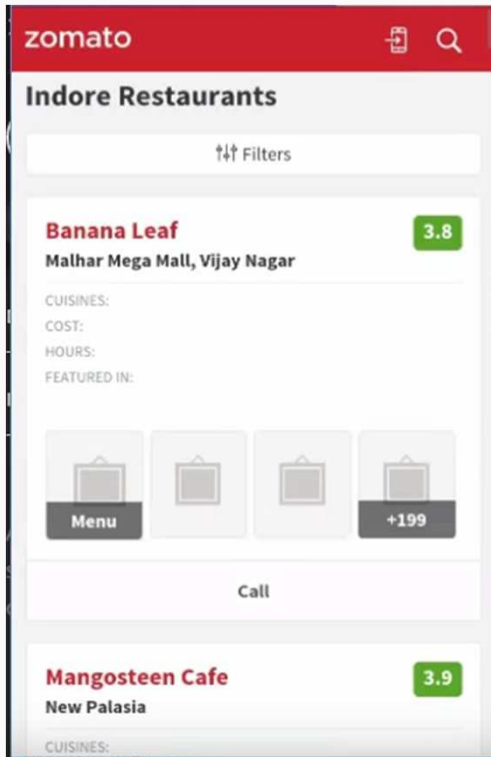 zomato
Indore Restaurants
Filters
Banana Leaf
3.8
Malhar Mega Mall, Vijay Nagar
CUISINES:
COST:
HOURS:
FEATURED IN:
Menu
+199
Call
Mangosteen Cafe
3.9
New Palasia
CUISINES: